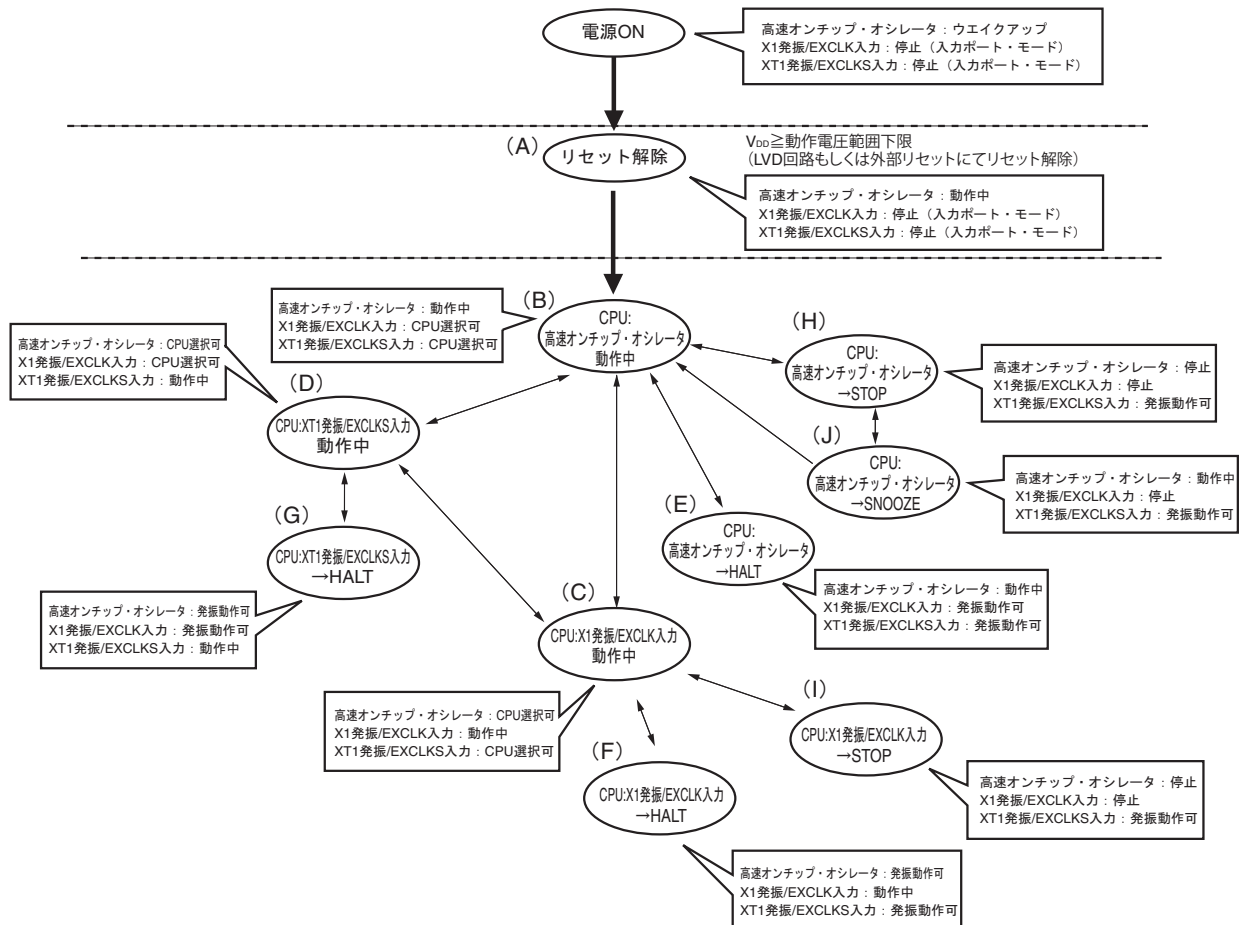 電源ON
高速オンチップ・オシレータ：ウエイクアップ
X1発振/EXCLK入力：停止（入力ポート・モード）
XT1発振/EXCLKS入力：停止（入力ポート・モード）
（A）
リセット解除
VDD≧動作電圧範囲下限
（LVD回路もしくは外部リセットにてリセット解除）
高速オンチップ・オシレータ：動作中
X1発振/EXCLK入力：停止（入力ポート・モード）
XT1発振/EXCLKS入力：停止（入力ポート・モード）
（B）
CPU:
高速オンチップ・オシレータ
動作中
高速オンチップ・オシレータ：動作中
X1発振/EXCLK入力：CPU選択可
XT1発振/EXCLKS入力：CPU選択可
（H）
CPU:
高速オンチップ・オシレータ
→STOP
高速オンチップ・オシレータ：停止
X1発振/EXCLK入力：停止
XT1発振/EXCLKS入力：発振動作可
高速オンチップ・オシレータ：CPU選択可
X1発振/EXCLK入力：CPU選択可
XT1発振/EXCLKS入力：動作中
（D）
CPU:XT1発振/EXCLKS入力
動作中
（J）
CPU:
高速オンチップ・オシレータ
→SNOOZE
高速オンチップ・オシレータ：動作中
X1発振/EXCLK入力：停止
XT1発振/EXCLKS入力：発振動作可
（G）
CPU:XT1発振/EXCLKS入力
→HALT
高速オンチップ・オシレータ：発振動作可
X1発振/EXCLK入力：発振動作可
XT1発振/EXCLKS入力：動作中
（E）
CPU:
高速オンチップ・オシレータ
→HALT
高速オンチップ・オシレータ：動作中
X1発振/EXCLK入力：発振動作可
XT1発振/EXCLKS入力：発振動作可
（C）
CPU:X1発振/EXCLK入力
動作中
高速オンチップ・オシレータ：CPU選択可
X1発振/EXCLK入力：動作中
XT1発振/EXCLKS入力：CPU選択可
（I）
CPU:X1発振/EXCLK入力
→STOP
高速オンチップ・オシレータ：停止
X1発振/EXCLK入力：停止
XT1発振/EXCLKS入力：発振動作可
（F）
CPU:X1発振/EXCLK入力
→HALT
高速オンチップ・オシレータ：発振動作可
X1発振/EXCLK入力：動作中
XT1発振/EXCLKS入力：発振動作可